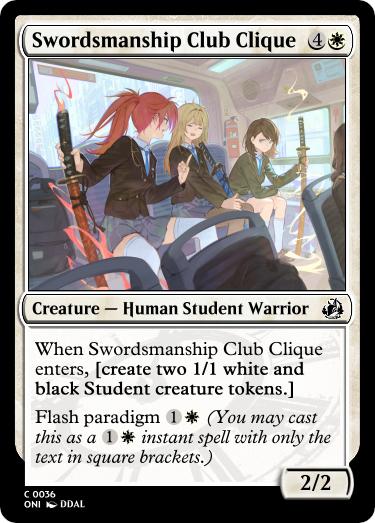 Swordsmanship Club Clique 4
Creature — Human Student Warrior
When Swordsmanship Club Clique
enters, [create two 1/1 white and
black Student creature tokens.]
Flash paradigm 1 (You may cast
this as a 1 instant spell with only the
text in square brackets.)
2/2
C 0036
ONI DDAL